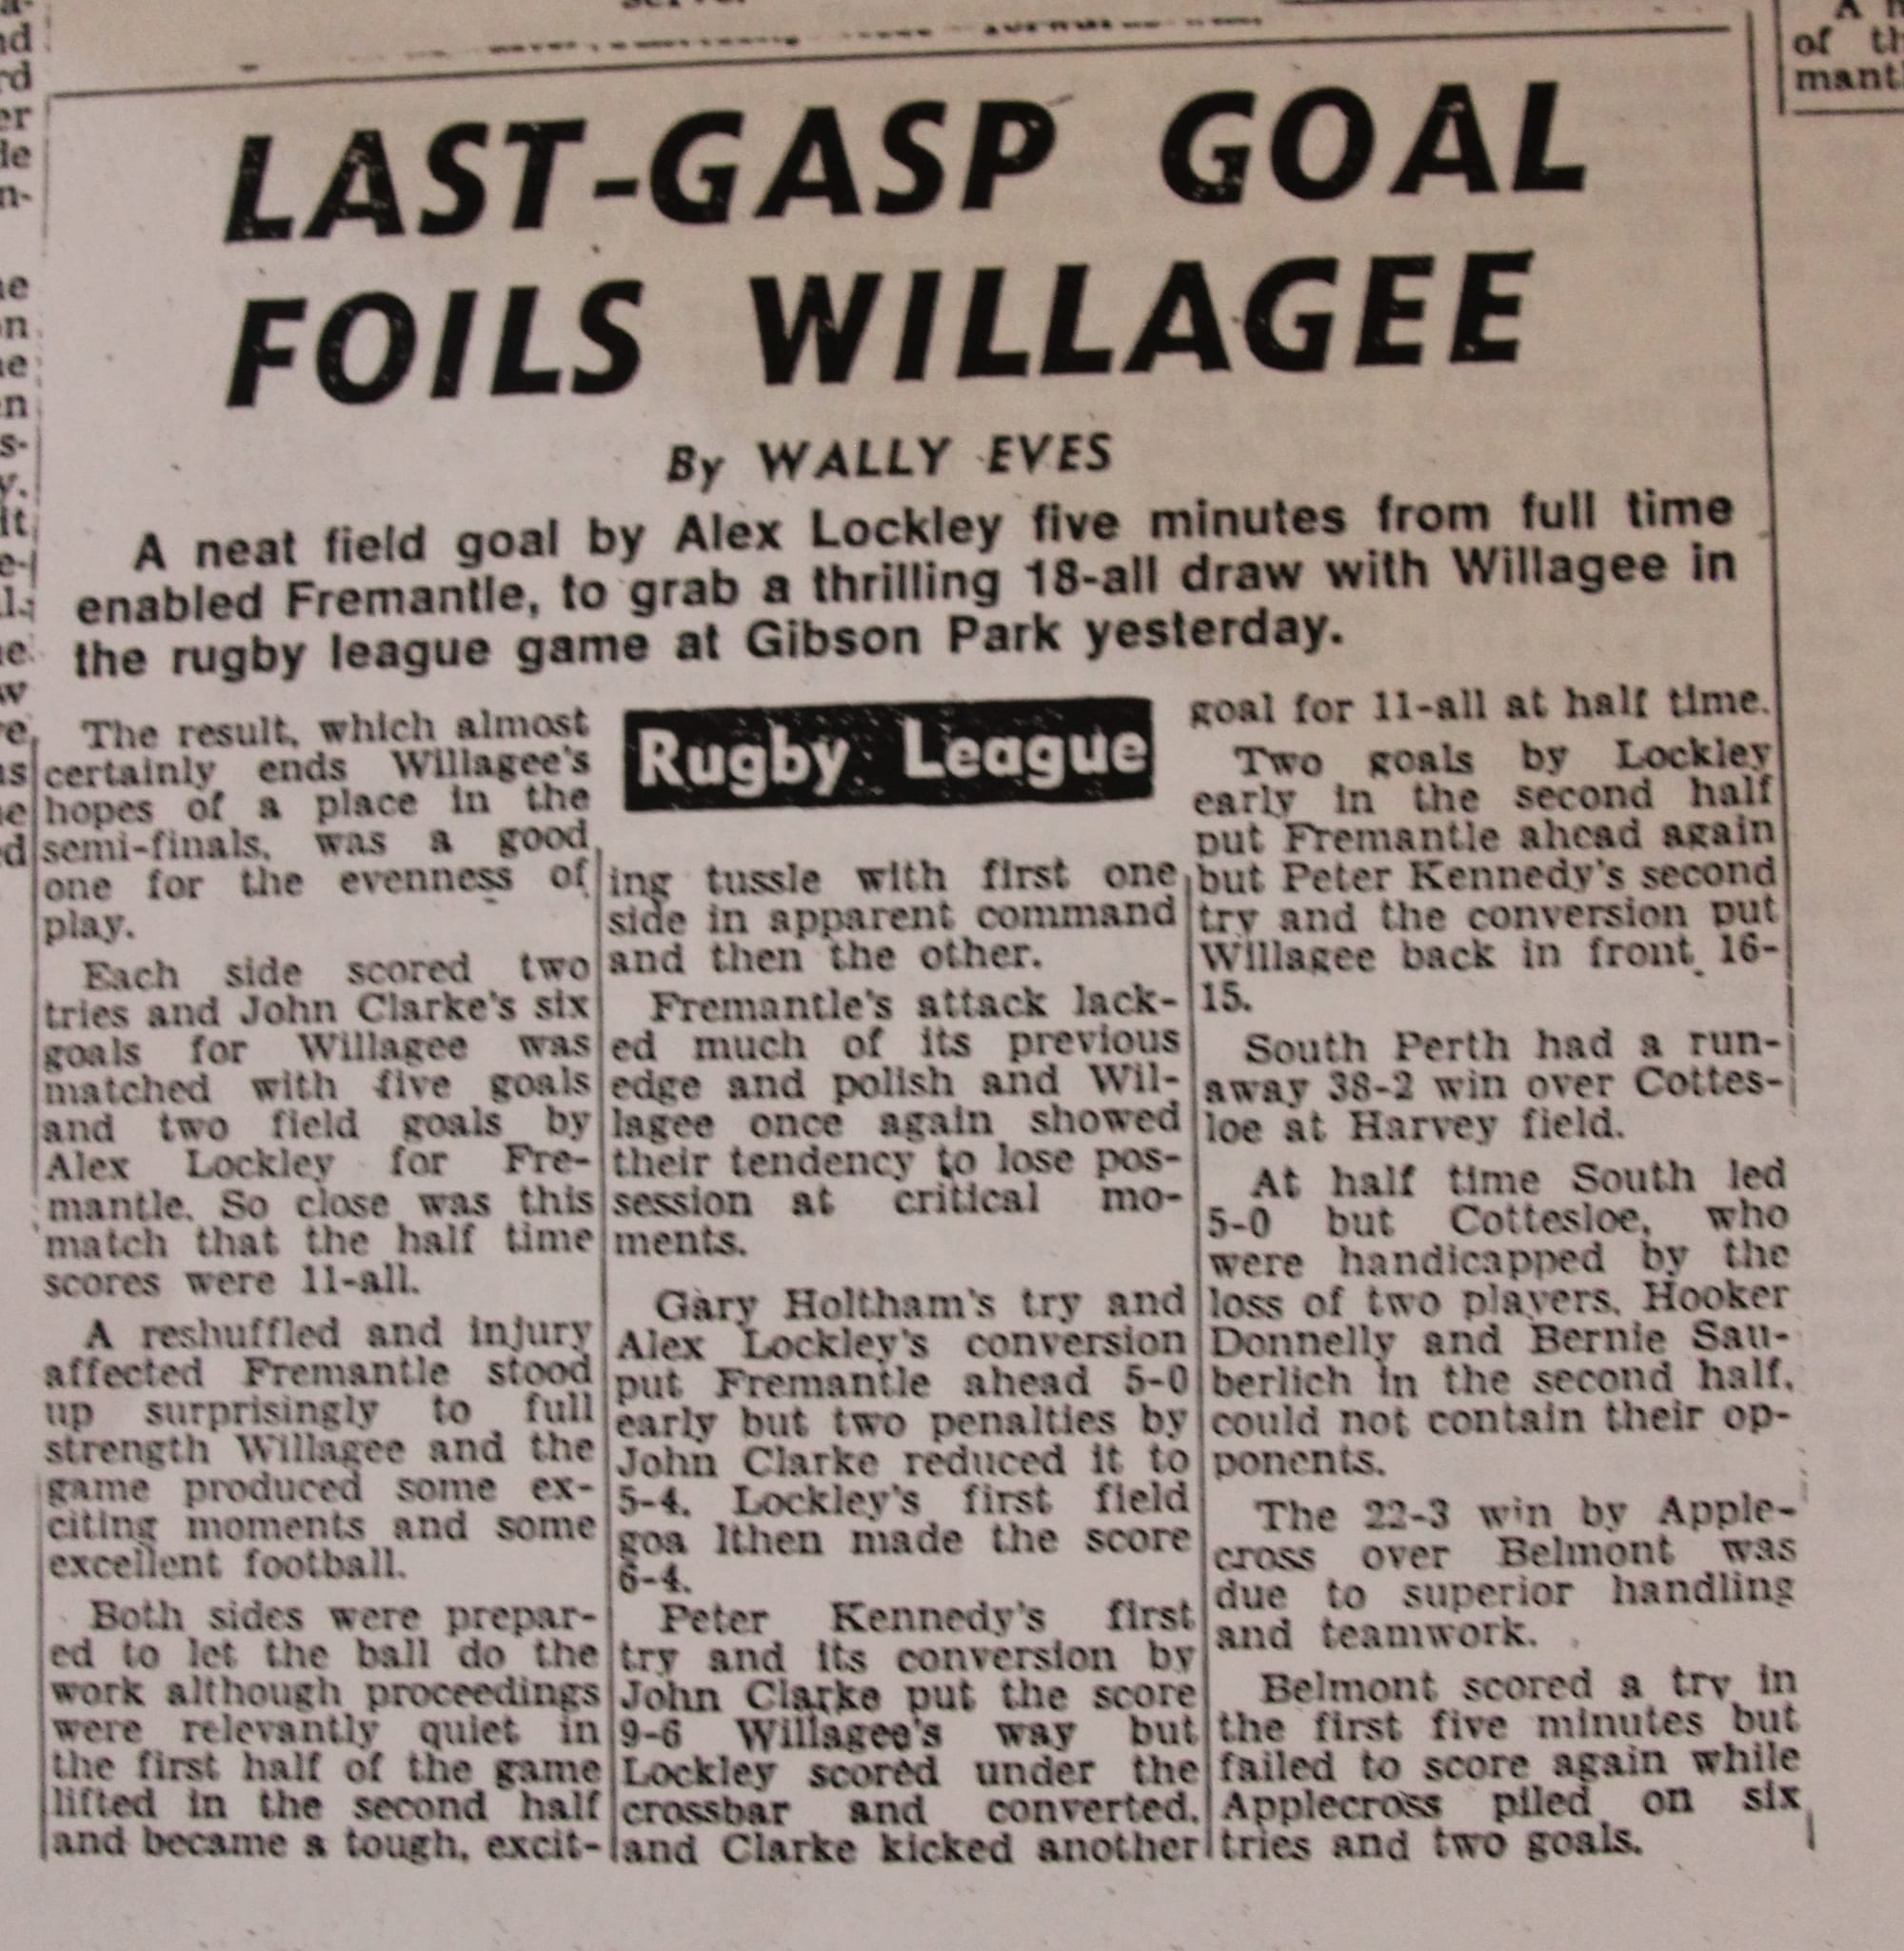 LAST-GASP GOAL
FOILS WILLAGEE
By WALLY EVES
A neat field goal by Alex Lockley five minutes from full time
enabled Fremantle, to grab a thrilling 18-all draw with Willagee in
the rugby league game at Gibson Park yesterday.
The result, which almost
certainly ends Willagee's
hopes of a place in the
semi-finals, was a good
one for the evenness of
play.
Each side scored two
tries and John Clarke's six
goals for Willagee was
matched with five goals
and two field goals by
Alex Lockley for Fre-
mantle. So close was this
match that the half time
scores were 11-all.
A reshuffled and injury
affected Fremantle stood
up surprisingly to full
strength Willagee and the
game produced some ex-
citing moments and some
excellent football.
Both sides were prepar-
ed to let the ball do the
work although proceedings
were relevantly quiet in
the first half of the game
lifted in the second half
and became a tough, excit-
Rugby League
ing tussle with first one
side in apparent command
and then the other.
Fremantle's attack lack-
ed much of its previous
edge and polish and Wil-
lagee once again showed
their tendency to lose pos-
session at critical mo-
ments.
Gary Holtham's try and
Alex Lockley's conversion
put Fremantle ahead 5-0
early but two penalties by
John Clarke reduced it to
5-4. Lockley's first field
goa lthen made the score
6-4.
Peter Kennedy's first
try and its conversion by
John Clarke put the score
9-6 Willagee's way but
Lockley scored under the
crossbar and converted,
and Clarke kicked another
goal for 11-all at half time.
Two goals by Lockley
early in the second half
put Fremantle ahead again
but Peter Kennedy's second
try and the conversion put
Willagee back in front 16-
15.
South Perth had a run-
away 38-2 win over Cottes-
loe at Harvey field.
At half time South led
5-0 but Cottesloe, who
were handicapped by the
loss of two players, Hooker
Donnelly and Bernie Sau-
berlich in the second half,
could not contain their op-
ponents.
The 22-3 win by Apple-
cross over Belmont was
due to superior handling
and teamwork.
Belmont scored a try in
the first five minutes but
failed to score again while
Applecross piled on six
tries and two goals.
of